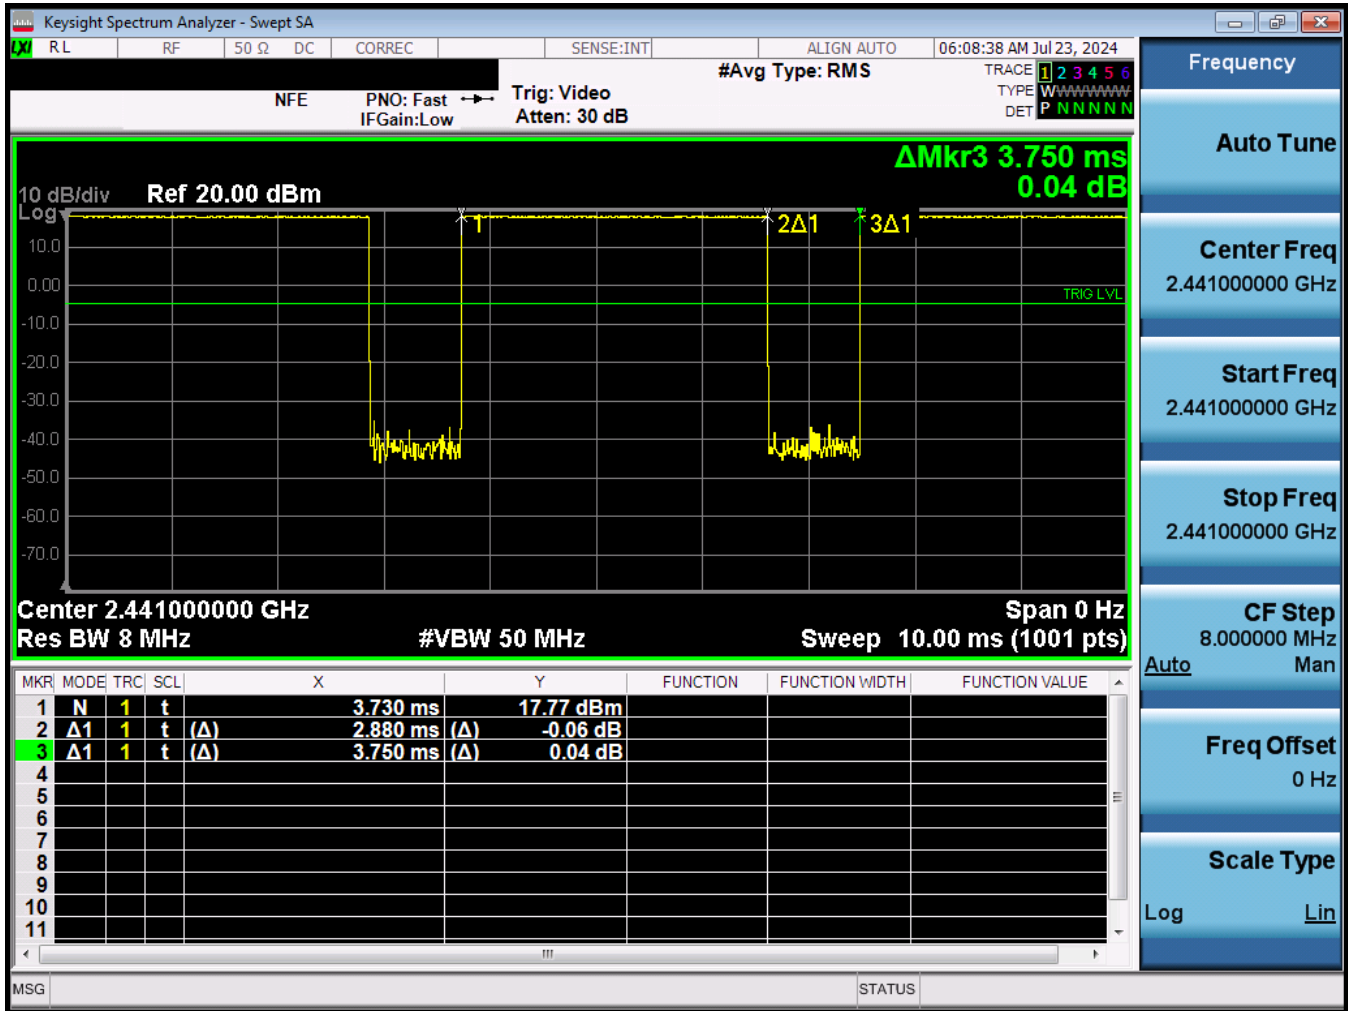 Keysight Spectrum Analyzer - Swept SA
LXI RL RF 50 Ω DC CORREC SENSE:INT ALIGN AUTO 06:08:38 AM Jul 23, 2024
#Avg Type: RMS
TRACE 1 2 3 4 5 6
NFE PNO: Fast Trig: Video
TYPE WWWWWW
IFGain:Low Atten: 30 dB
DET P N N N N N
ΔMkr3 3.750 ms
0.04 dB
10 dB/div Ref 20.00 dBm
Log
1 2Δ1 3Δ1
10.0
0.00
TRIG LVL
-10.0
-20.0
-30.0
-40.0
-50.0
-60.0
-70.0
Center 2.441000000 GHz Span 0 Hz
Res BW 8 MHz #VBW 50 MHz Sweep 10.00 ms (1001 pts)
MKR MODE TRC SCL X Y FUNCTION FUNCTION WIDTH FUNCTION VALUE
1 N 1 t 3.730 ms 17.77 dBm
2 Δ1 1 t (Δ) 2.880 ms (Δ) -0.06 dB
3 Δ1 1 t (Δ) 3.750 ms (Δ) 0.04 dB
4
5
6
7
8
9
10
11
MSG STATUS
Frequency
Auto Tune
Center Freq
2.441000000 GHz
Start Freq
2.441000000 GHz
Stop Freq
2.441000000 GHz
CF Step
8.000000 MHz
Auto Man
Freq Offset
0 Hz
Scale Type
Log Lin